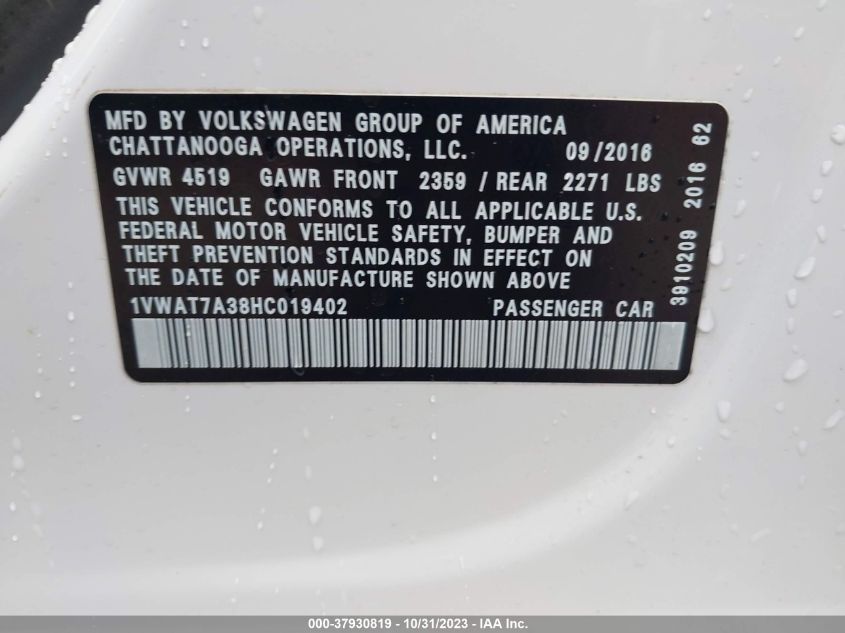 MFD BY VOLKSWAGEN GROUP OF AMERICA
CHATTANOOGA OPERATIONS, LLC. 09/2016
GVWR 4519 GAWR FRONT 2359 / REAR 2271 LBS
THIS VEHICLE CONFORMS TO ALL APPLICABLE U.S.
FEDERAL MOTOR VEHICLE SAFETY, BUMPER AND
THEFT PREVENTION STANDARDS IN EFFECT ON
THE DATE OF MANUFACTURE SHOWN ABOVE
1VWAT7A38HC019402 PASSENGER CAR
3910209 2016 62
000-37930819 - 10/31/2023 - IAA Inc.